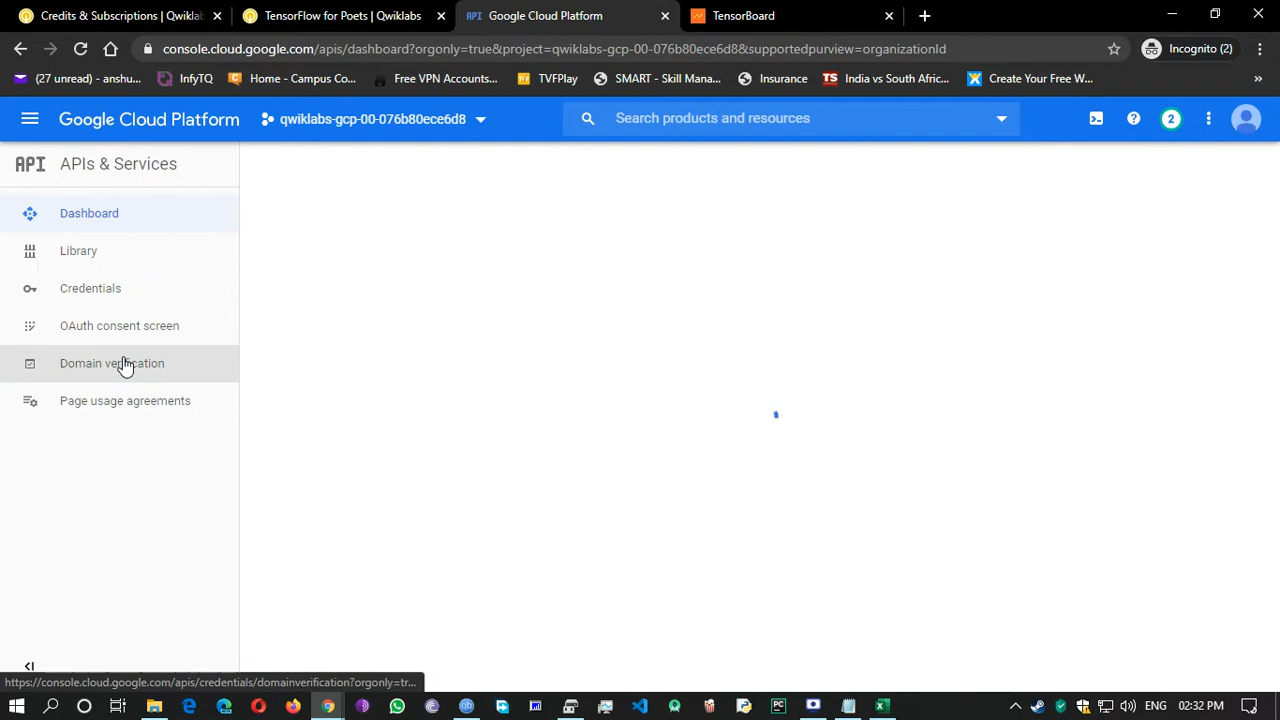 Credits & Subscriptions | Qwikla
TensorFlow for Poets | Qwiklabs
API Google Cloud Platform
TensorBoard
console.cloud.google.com/apis/dashboard?orgonly=true&project=qwiklabs-gcp-00-076b80ece6d8&supportedpurview=organizationId
Incognito (2)
(27 unread) - anshu...
InfyTQ
Home - Campus Co...
Free VPN Accounts...
TVFPlay
SMART - Skill Mana...
Insurance
TS India vs South Afric...
Create Your Free W...
»
Google Cloud Platform
qwiklabs-gcp-00-076b80ece6d8
Search products and resources
2
API APIs & Services
Dashboard
Library
Credentials
OAuth consent screen
Domain verification
Page usage agreements
https://console.cloud.google.com/apis/credentials/domainverification?orgonly=tr...
ENG
02:32 PM